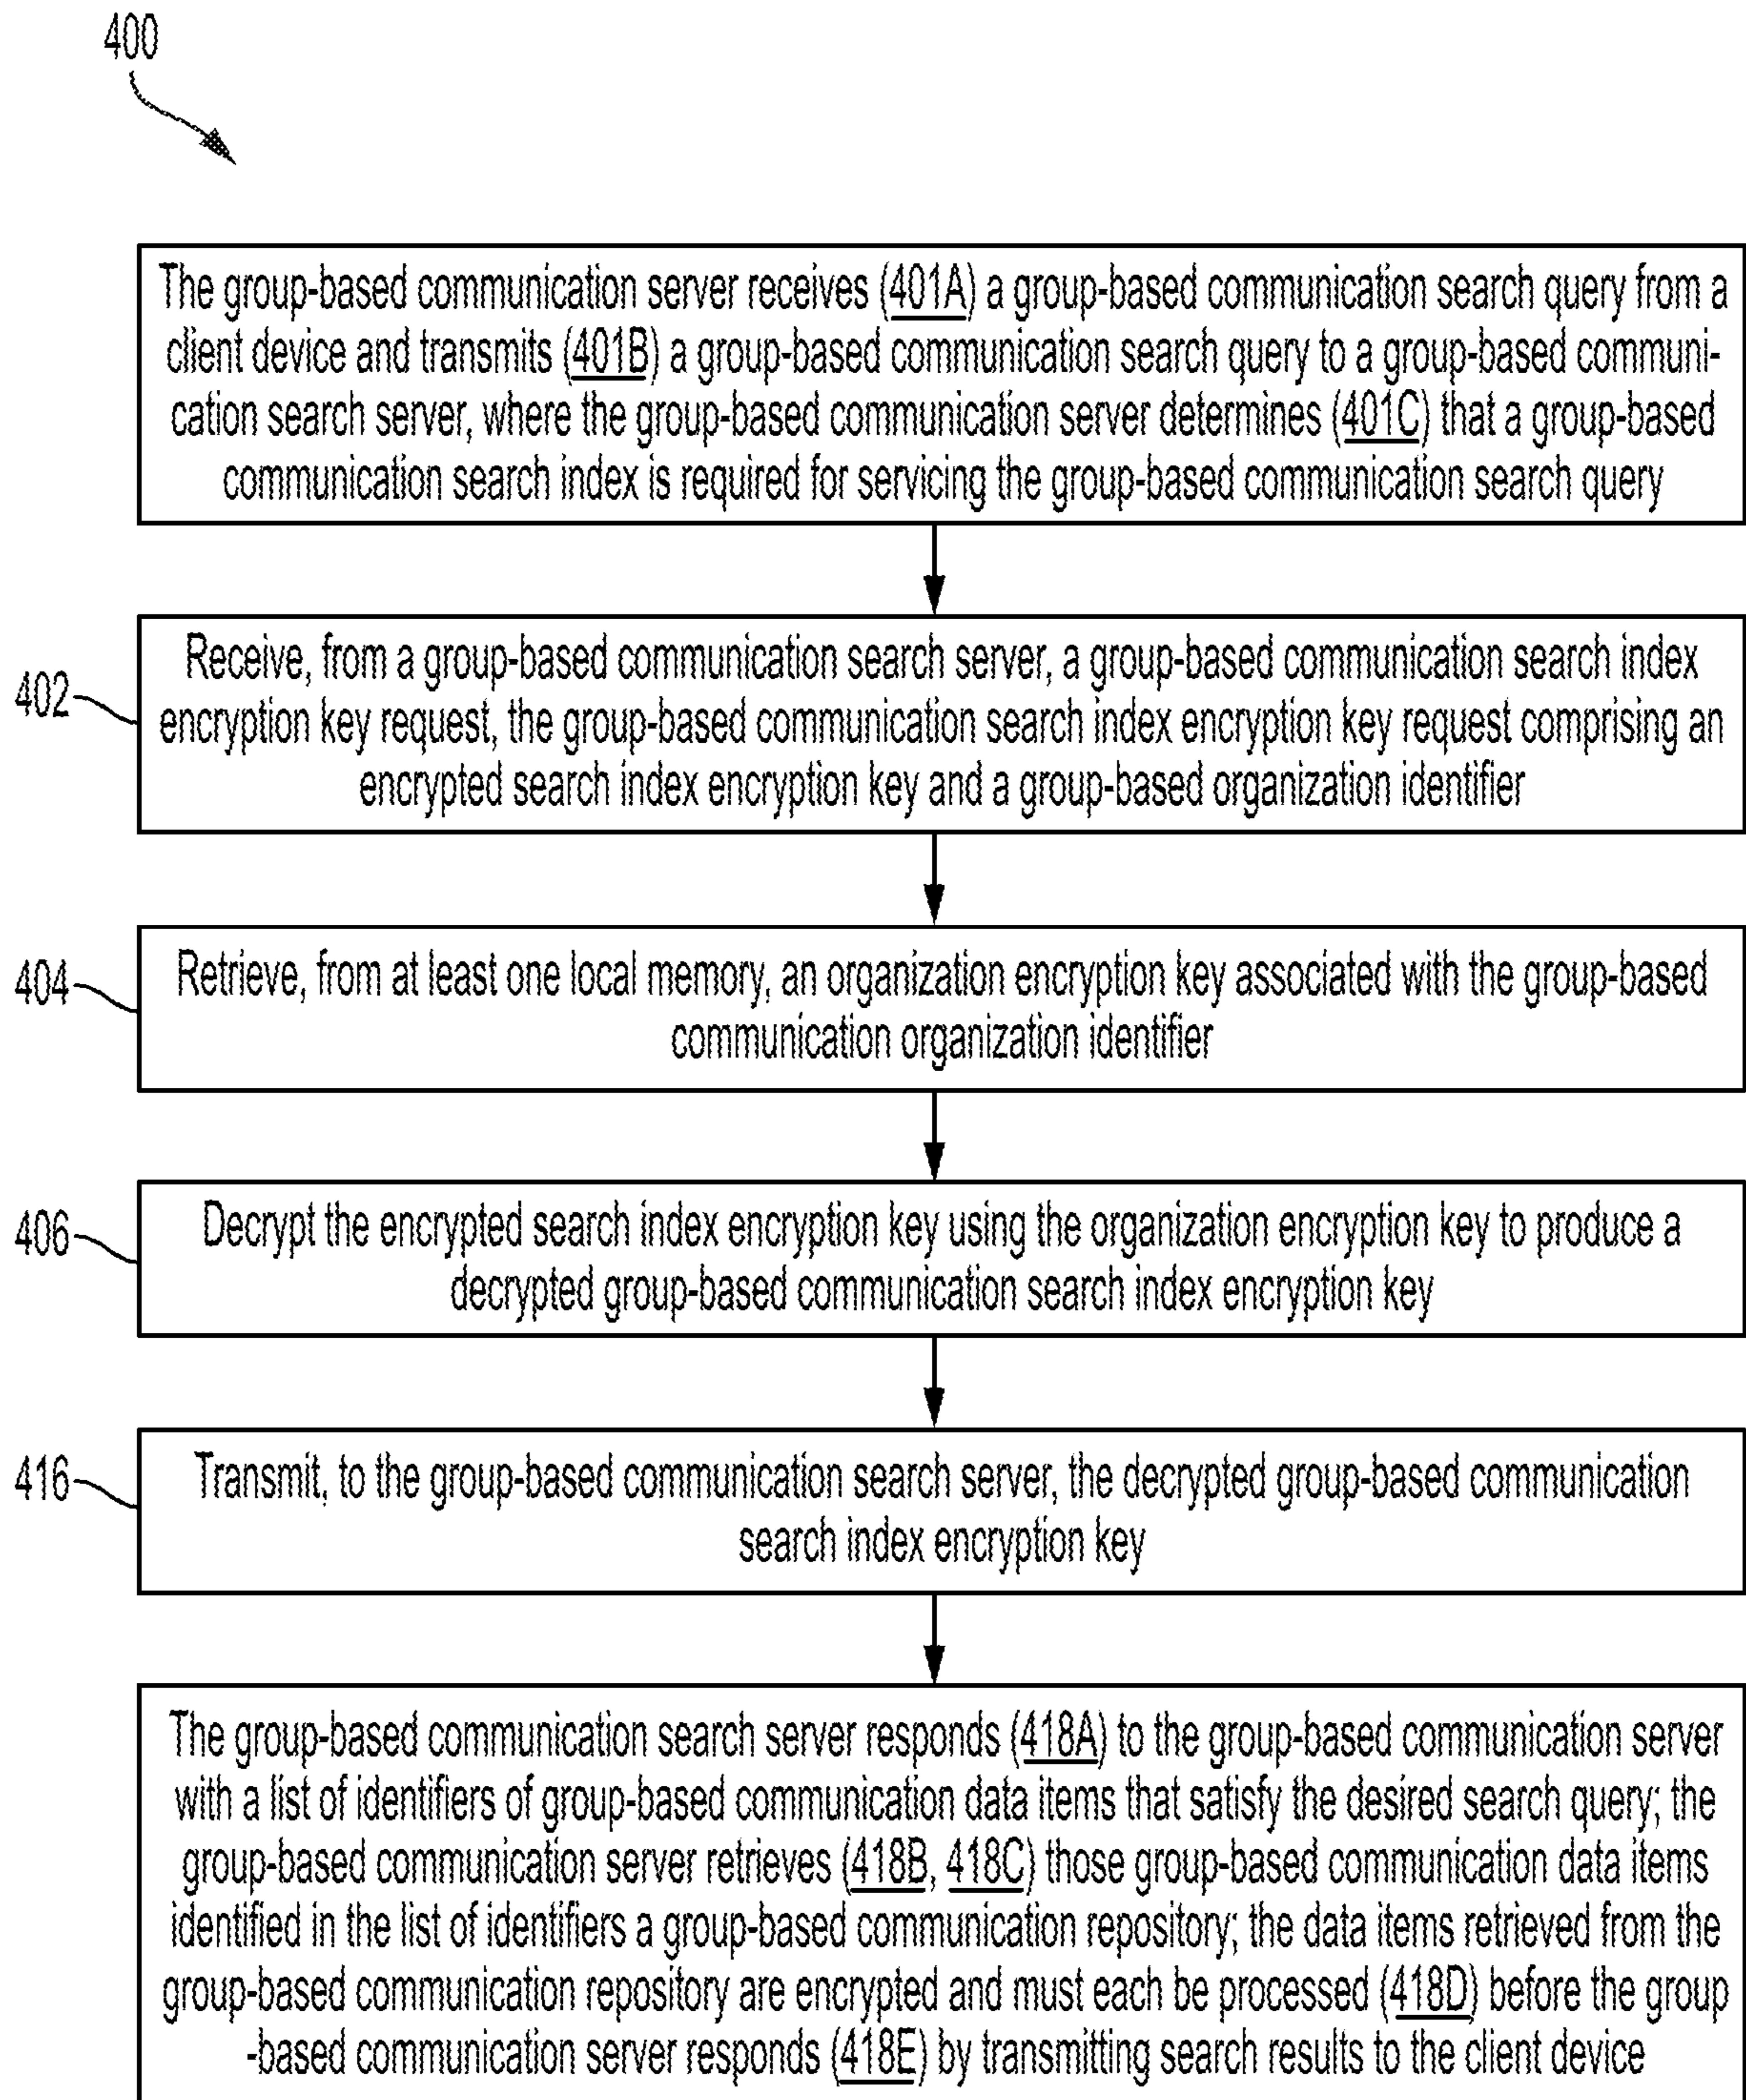 400
The group-based communication server receives (401A) a group-based communication search query from a
client device and transmits (401B) a group-based communication search query to a group-based communi-
cation search server, where the group-based communication server determines (401C) that a group-based
communication search index is required for servicing the group-based communication search query
402
Receive, from a group-based communication search server, a group-based communication search index
encryption key request, the group-based communication search index encryption key request comprising an
encrypted search index encryption key and a group-based organization identifier
404
Retrieve, from at least one local memory, an organization encryption key associated with the group-based
communication organization identifier
406
Decrypt the encrypted search index encryption key using the organization encryption key to produce a
decrypted group-based communication search index encryption key
416
Transmit, to the group-based communication search server, the decrypted group-based communication
search index encryption key
The group-based communication search server responds (418A) to the group-based communication server
with a list of identifiers of group-based communication data items that satisfy the desired search query; the
group-based communication server retrieves (418B, 418C) those group-based communication data items
identified in the list of identifiers a group-based communication repository; the data items retrieved from the
group-based communication repository are encrypted and must each be processed (418D) before the group
-based communication server responds (418E) by transmitting search results to the client device